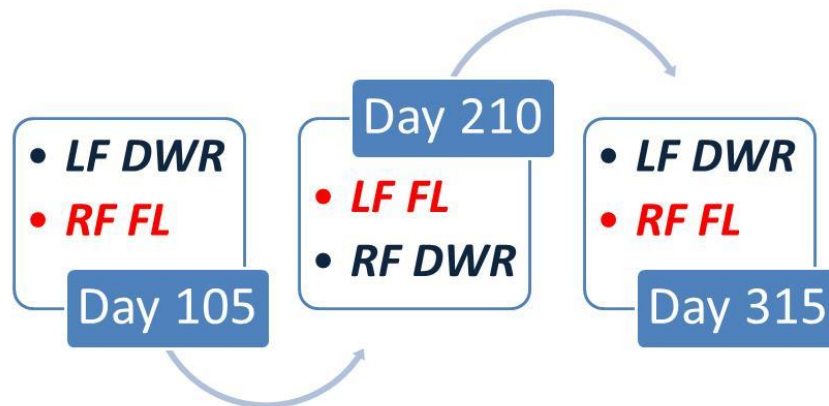 • LF DWR
• RF FL
Day 105
Day 210
• LF FL
• RF DWR
• LF DWR
• RF FL
Day 315